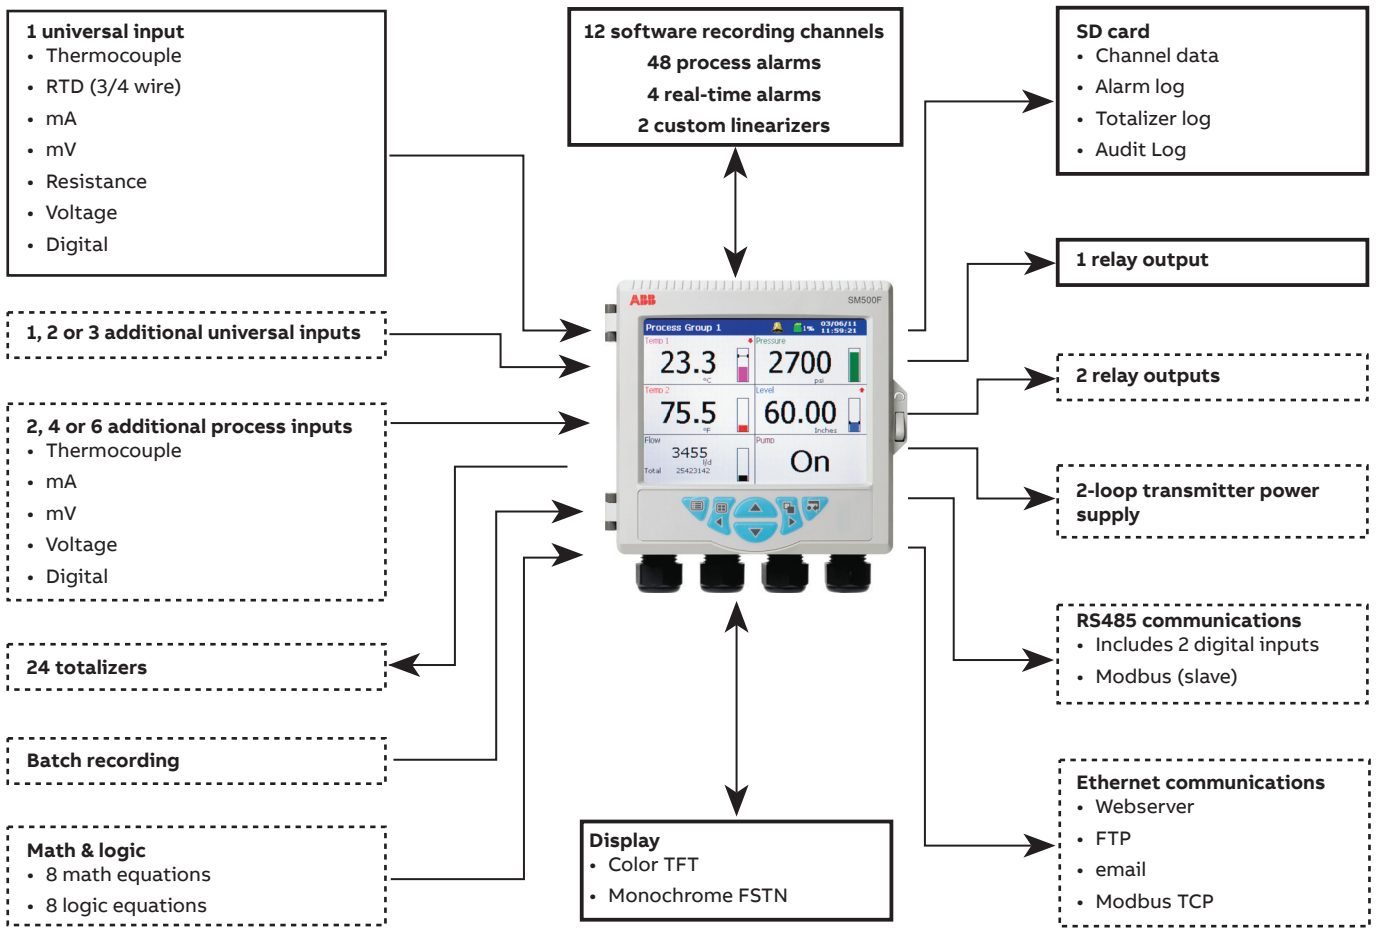 1 universal input
• Thermocouple
• RTD (3/4 wire)
• mA
• mV
• Resistance
• Voltage
• Digital
1, 2 or 3 additional universal inputs
2, 4 or 6 additional process inputs
• Thermocouple
• mA
• mV
• Voltage
• Digital
24 totalizers
Batch recording
Math & logic
• 8 math equations
• 8 logic equations
12 software recording channels
48 process alarms
4 real-time alarms
2 custom linearizers
ABB
SM500F
Process Group 1
1%
03/06/11
11:59:21
Temp 1
23.3
°C
Pressure
2700
psi
Temp 2
75.5
°F
Level
60.00
Inches
Flow
3455
l/d
Total 25423142
Pump
On
Display
• Color TFT
• Monochrome FSTN
SD card
• Channel data
• Alarm log
• Totalizer log
• Audit Log
1 relay output
2 relay outputs
2-loop transmitter power
supply
RS485 communications
• Includes 2 digital inputs
• Modbus (slave)
Ethernet communications
• Webserver
• FTP
• email
• Modbus TCP